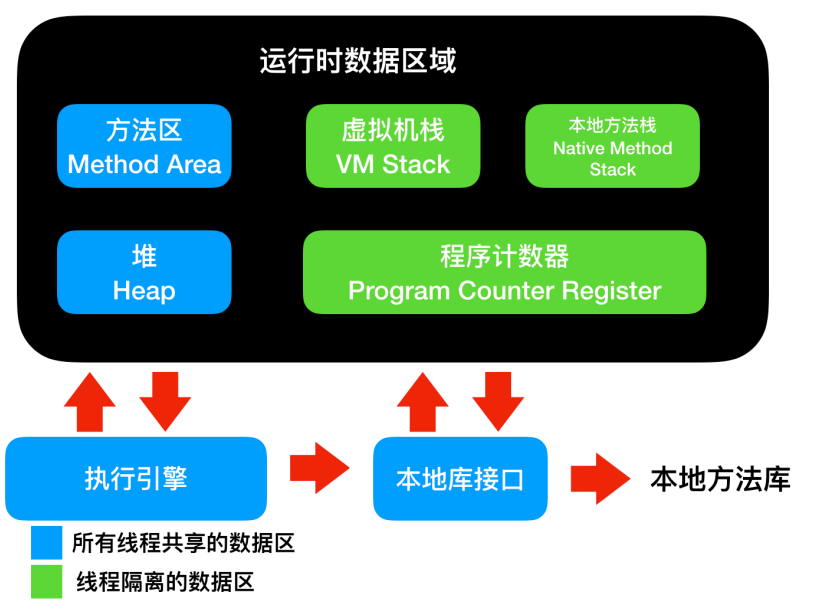 运行时数据区域
方法区
Method Area
虚拟机栈
VM Stack
本地方法栈
Native Method
Stack
堆
Heap
程序计数器
Program Counter Register
执行引擎
本地库接口
本地方法库
所有线程共享的数据区
线程隔离的数据区